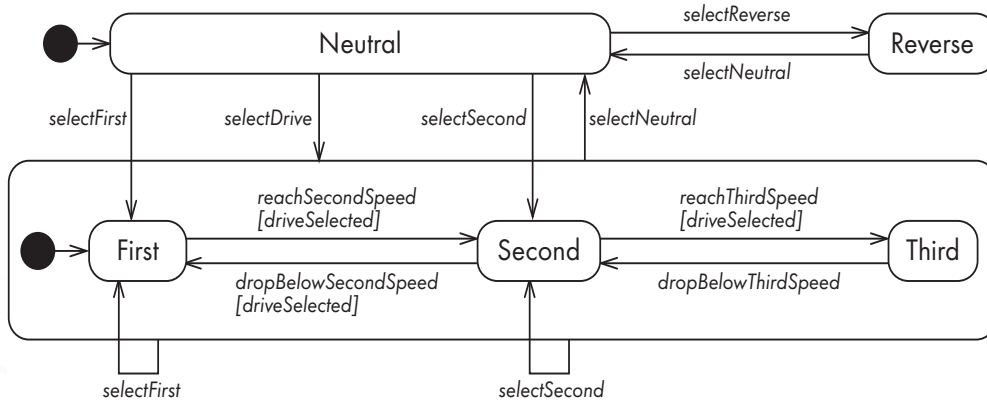 selectReverse
Neutral
Reverse
selectNeutral
selectFirst
selectDrive
selectSecond
selectNeutral
reachSecondSpeed
[driveSelected]
reachThirdSpeed
[driveSelected]
First
Second
Third
dropBelowSecondSpeed
[driveSelected]
dropBelowThirdSpeed
selectFirst
selectSecond